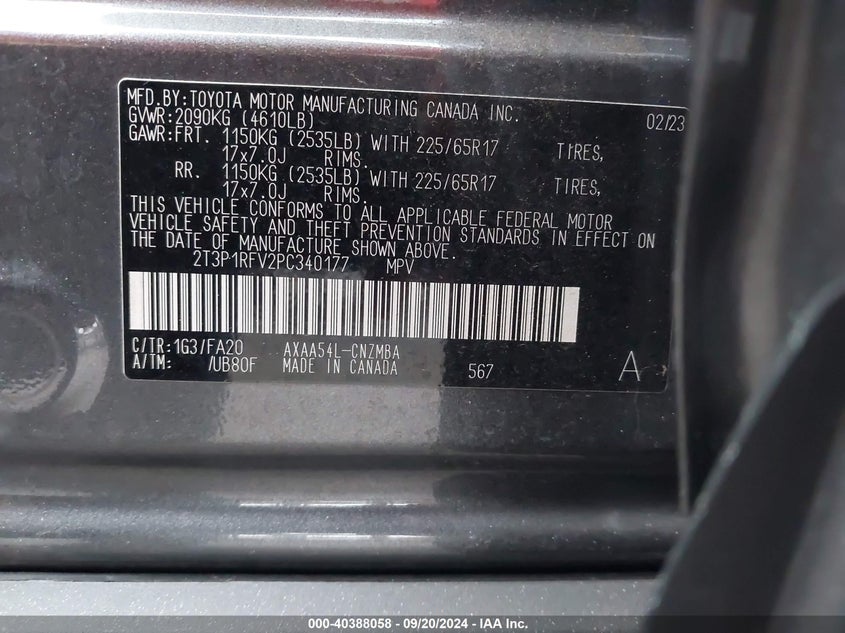 MFD.BY:TOYOTA MOTOR MANUFACTURING CANADA INC.
GVWR:2090KG (4610LB) 02/23
GAWR:FRT. 1150KG (2535LB) WITH 225/65R17 TIRES,
17x7.0J RIMS.
RR. 1150KG (2535LB) WITH 225/65R17 TIRES,
17x7.0J RIMS.
THIS VEHICLE CONFORMS TO ALL APPLICABLE FEDERAL MOTOR
VEHICLE SAFETY AND THEFT PREVENTION STANDARDS IN EFFECT ON
THE DATE OF MANUFACTURE SHOWN ABOVE.
2T3P1RFV2PC340177 MPV
C/TR:1G3/FA20 AXAA54L-CNZMBA
A/TM: /UB80F MADE IN CANADA 567 A
000-40388058 - 09/20/2024 - IAA Inc.